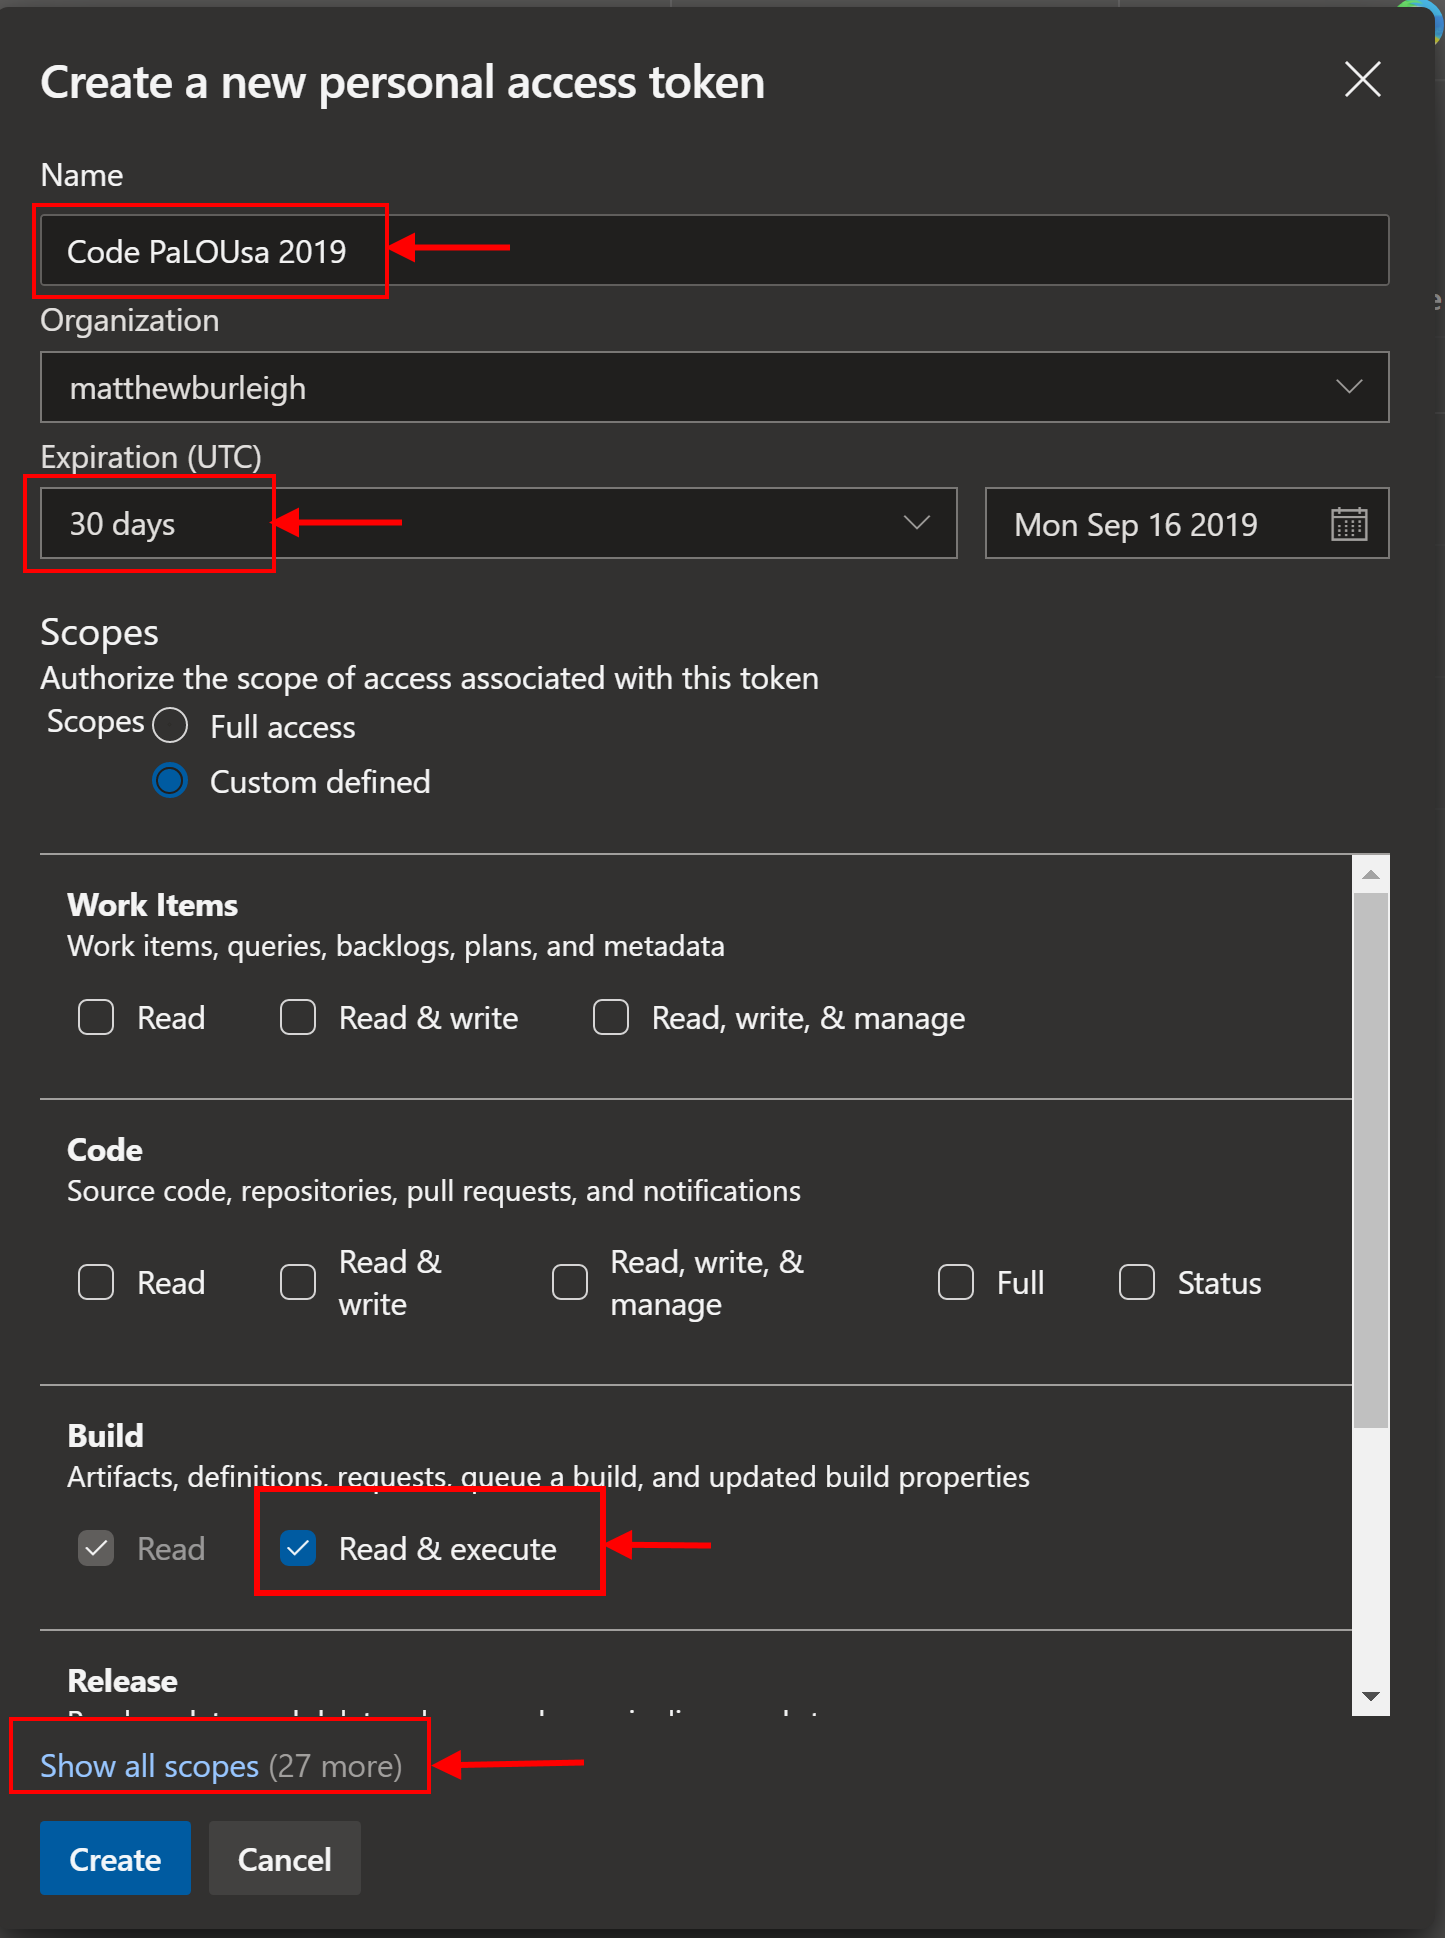 Create a new personal access token
Name
Code PaLOUsa 2019
Organization
matthewburleigh
Expiration (UTC)
30 days
Mon Sep 16 2019
Scopes
Authorize the scope of access associated with this token
Scopes
Full access
Custom defined
Work Items
Work items, queries, backlogs, plans, and metadata
Read
Read & write
Read, write, & manage
Code
Source code, repositories, pull requests, and notifications
Read
Read &
write
Read, write, &
manage
Full
Status
Build
Artifacts, definitions, requests, queue a build, and updated build properties
Read
Read & execute
Release
Show all scopes (27 more)
Create
Cancel